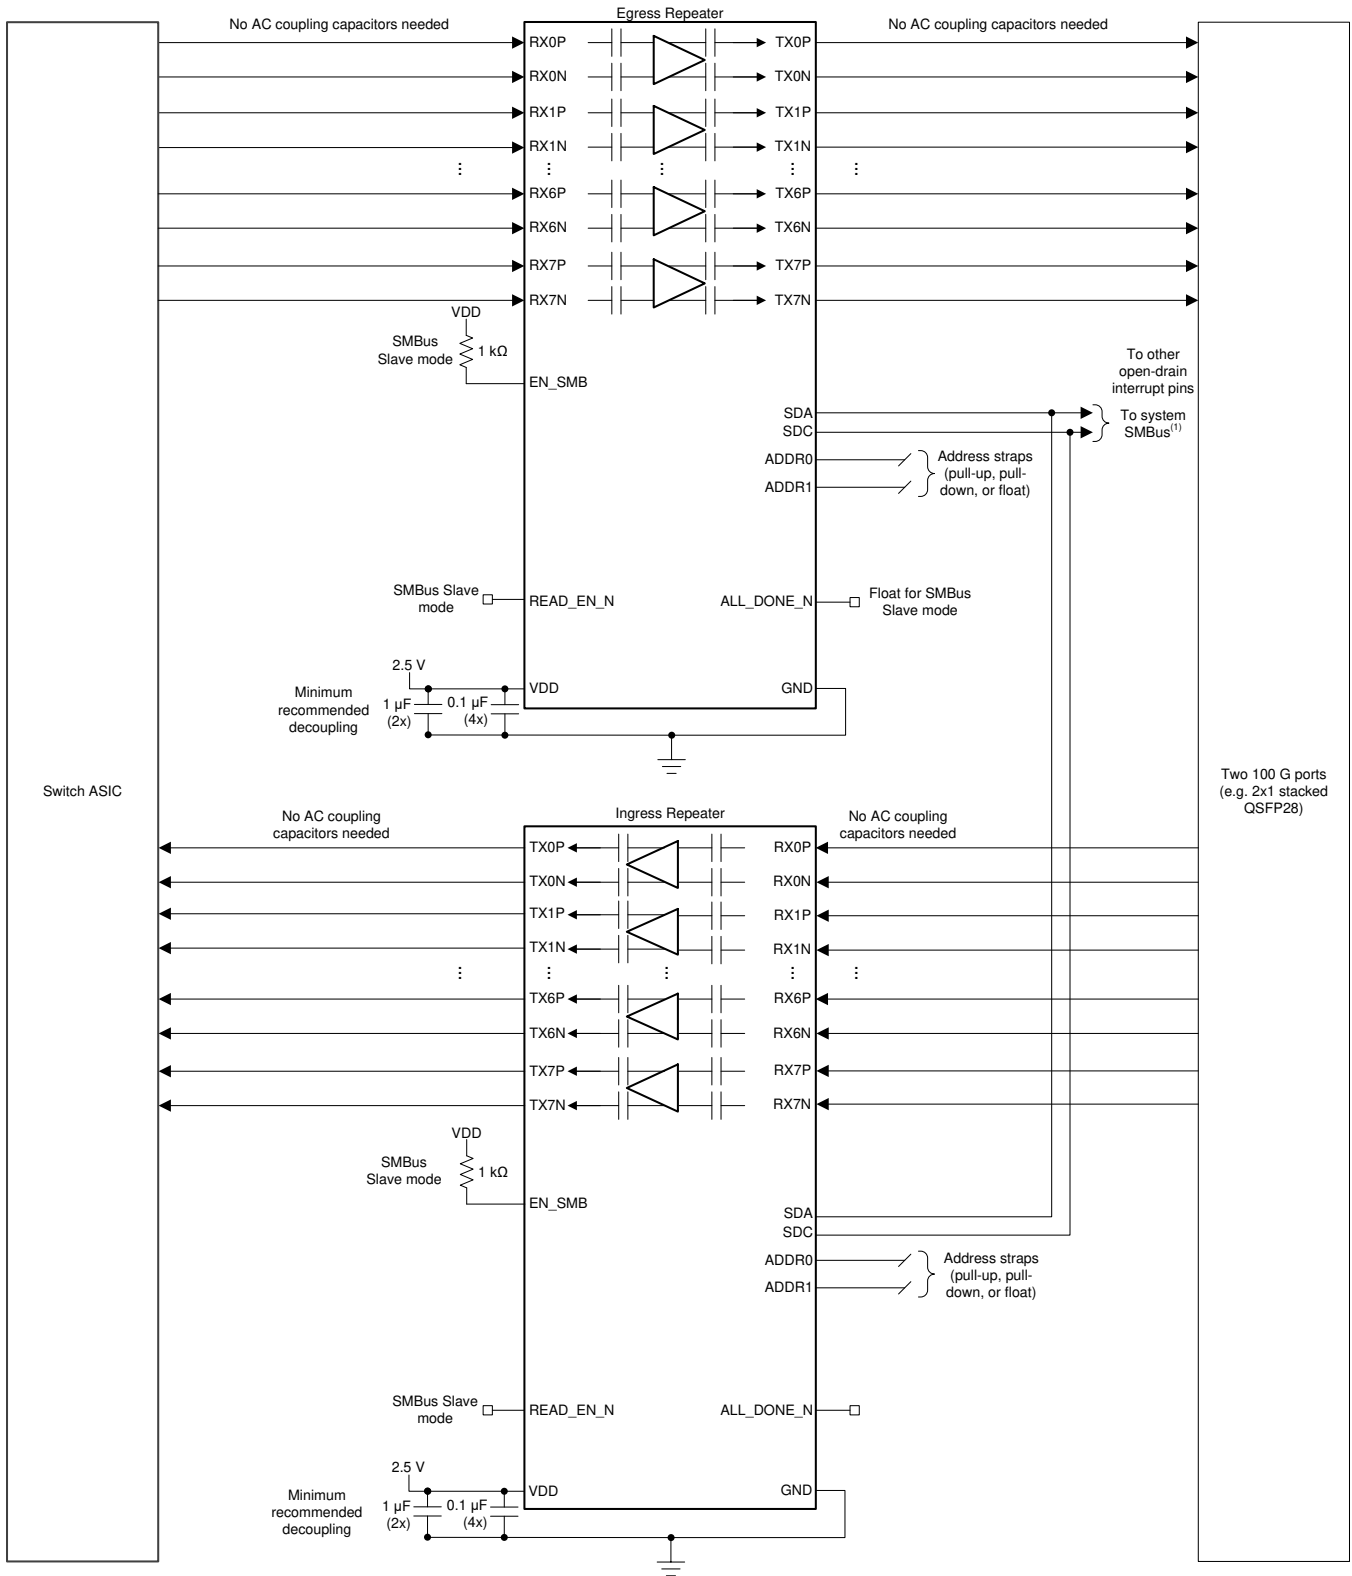 Egress Repeater
No AC coupling capacitors needed
No AC coupling capacitors needed
RX0P
TX0P
RX0N
TX0N
RX1P
TX1P
RX1N
TX1N
... ... ... ... ...
RX6P
TX6P
RX6N
TX6N
RX7P
TX7P
RX7N
TX7N
VDD
SMBus
Slave mode
1 kΩ
EN_SMB
To other
open-drain
interrupt pins
SDA
SDC
To system
SMBus(1)
ADDR0
ADDR1
Address straps
(pull-up, pull-
down, or float)
SMBus Slave
mode
READ_EN_N
ALL_DONE_N
Float for SMBus
Slave mode
2.5 V
VDD
GND
Minimum
recommended
decoupling
1 µF
(2x)
0.1 µF
(4x)
Switch ASIC
Two 100 G ports
(e.g. 2x1 stacked
QSFP28)
Ingress Repeater
No AC coupling
capacitors needed
No AC coupling
capacitors needed
TX0P
RX0P
TX0N
RX0N
TX1P
RX1P
TX1N
RX1N
... ... ... ... ...
TX6P
RX6P
TX6N
RX6N
TX7P
RX7P
TX7N
RX7N
VDD
SMBus
Slave mode
1 kΩ
EN_SMB
SDA
SDC
ADDR0
ADDR1
Address straps
(pull-up, pull-
down, or float)
SMBus Slave
mode
READ_EN_N
ALL_DONE_N
2.5 V
VDD
GND
Minimum
recommended
decoupling
1 µF
(2x)
0.1 µF
(4x)